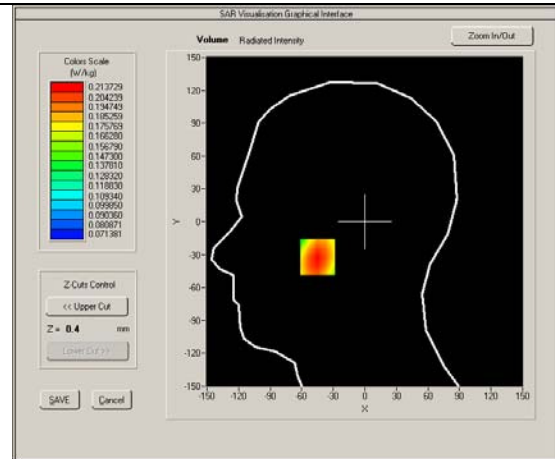 SAR Visualisation Graphical Interface
Volume Radiated Intensity
Zoom In/Out
Colors Scale
(W/kg)
0.213729
0.204239
0.194749
0.185259
0.175769
0.166280
0.156790
0.147300
0.137810
0.128320
0.118830
0.109340
0.099850
0.090360
0.080871
0.071381
Z-Cuts Control
<< Upper Cut
Z = 0.4 mm
Lower Cut >>
SAVE Cancel
150-
120-
90-
60-
30-
Y 0-
-30-
-60-
-90-
-120-
-150-
-150 -120 -90 -60 -30 0 30 60 90 120 150
X